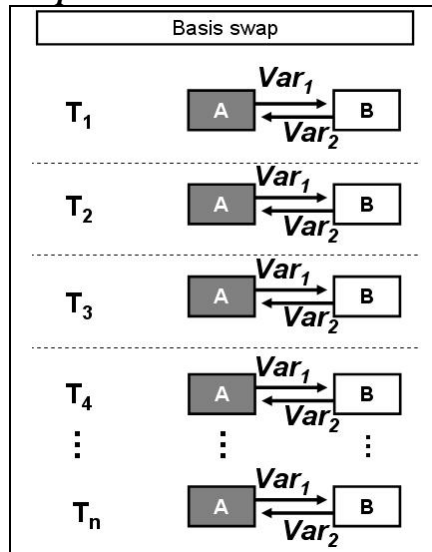 Basis swap
Var1
T1 A B
Var2
Var1
T2 A B
Var2
Var1
T3 A B
Var2
Var1
T4 A B
Var2
Var1
Tn A B
Var2